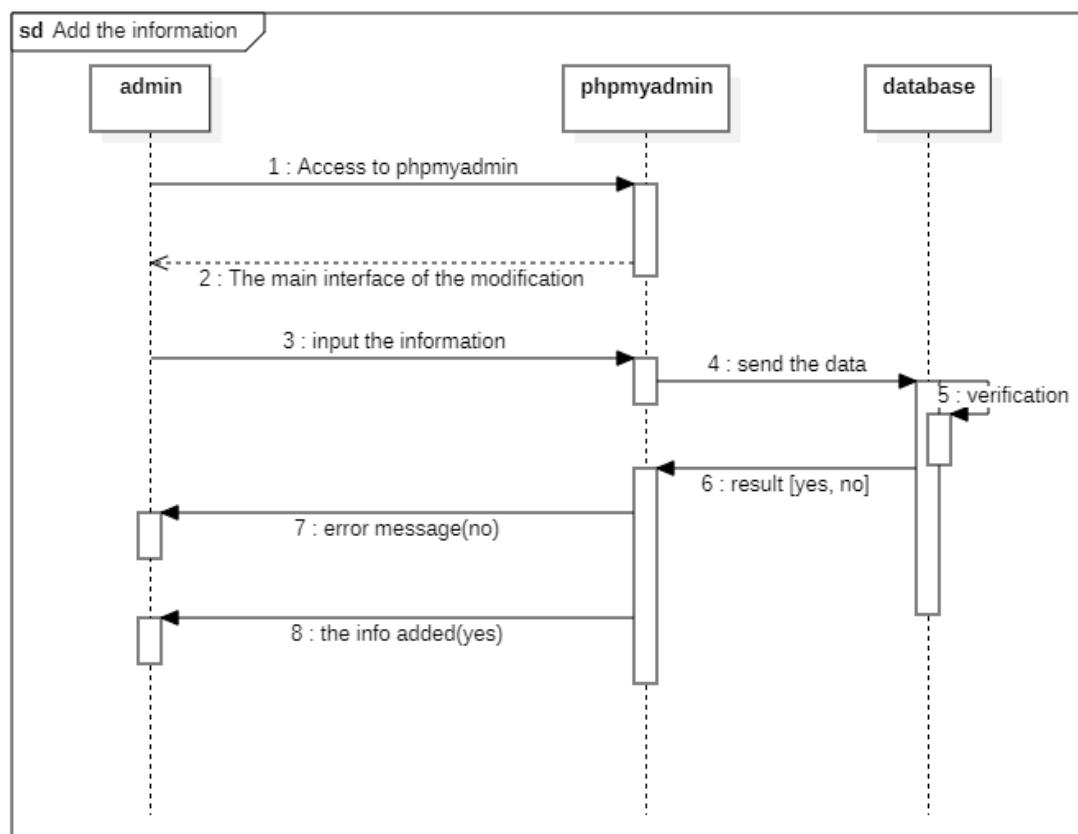 sd Add the information
admin
phpmyadmin
database
1 : Access to phpmyadmin
2 : The main interface of the modification
3 : input the information
4 : send the data
5 : verification
6 : result [yes, no]
7 : error message(no)
8 : the info added(yes)